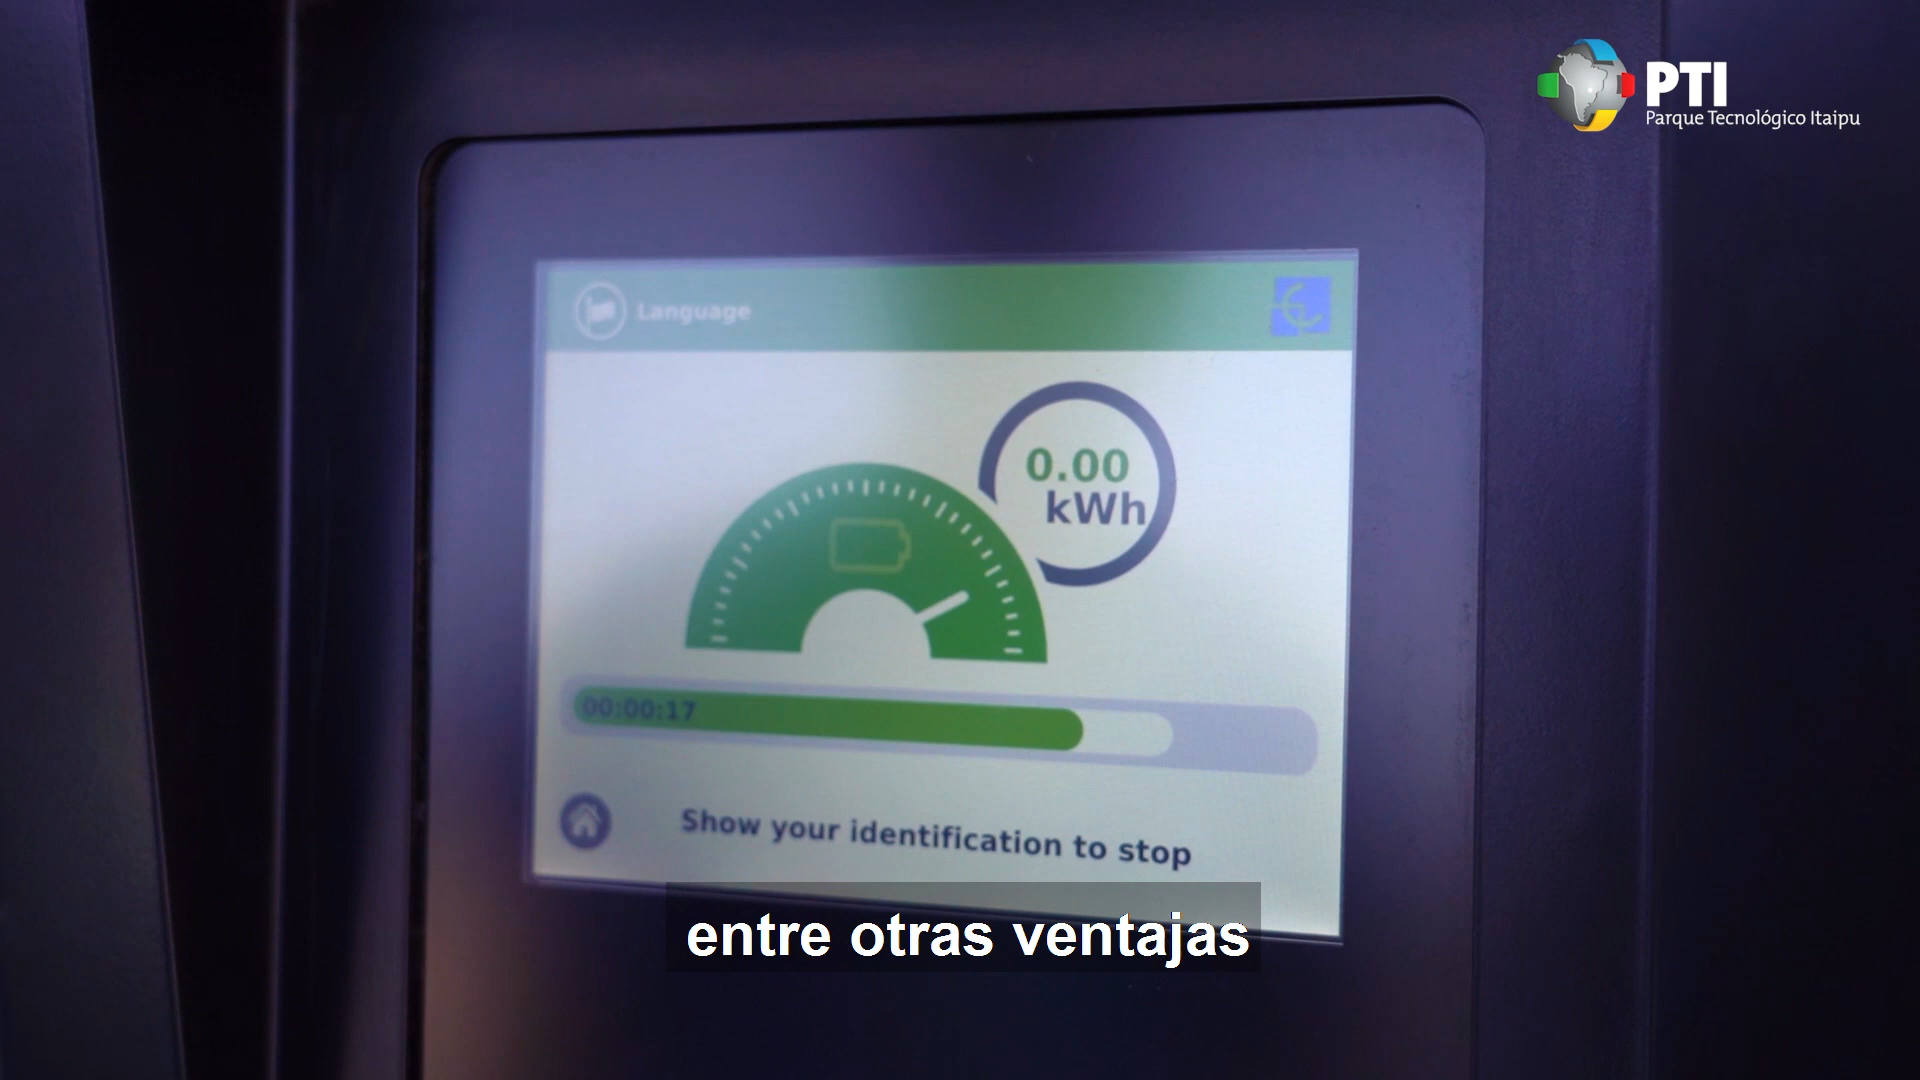 PTI
Parque Tecnológico Itaipu
Language
0.00
kWh
00:00:17
Show your identification to stop
entre otras ventajas